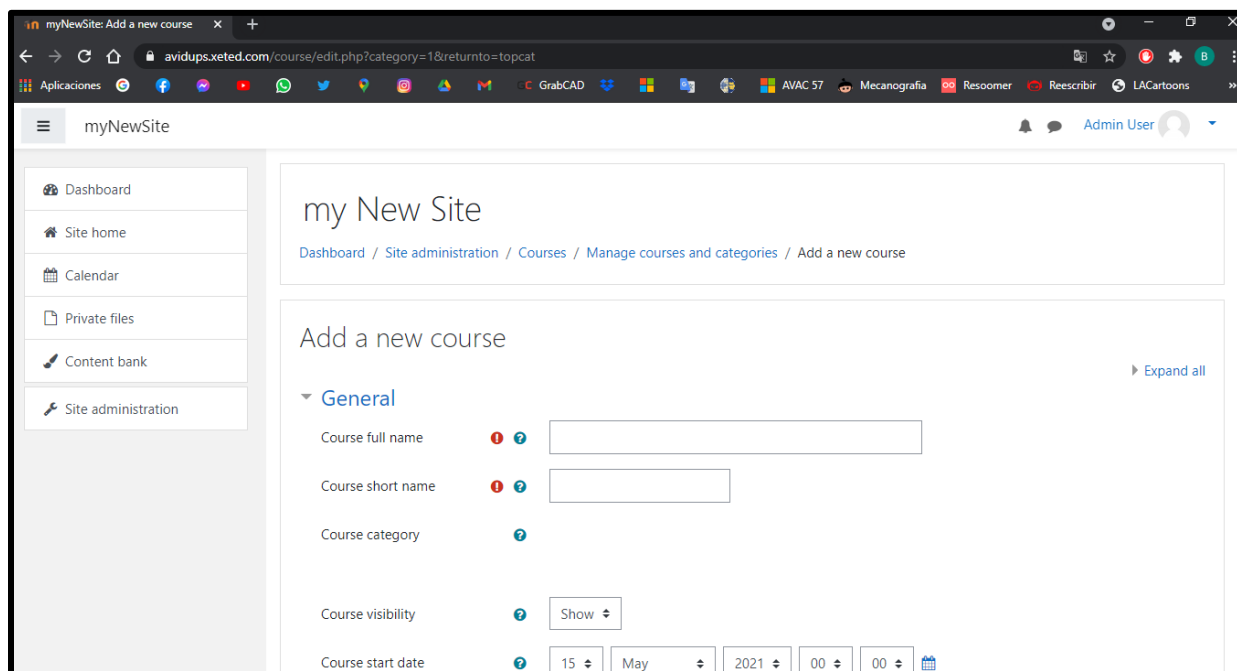 myNewSite: Add a new course
avidups.xeted.com/course/edit.php?category=1&returnto=topcat
B
Aplicaciones GrabCAD AVAC 57 Mecanografia Resoomer Reescribir LACartoons »
myNewSite Admin User
Dashboard
Site home
Calendar
Private files
Content bank
Site administration
my New Site
Dashboard / Site administration / Courses / Manage courses and categories / Add a new course
Add a new course
Expand all
General
Course full name
Course short name
Course category
Course visibility Show
Course start date 15 May 2021 00 00